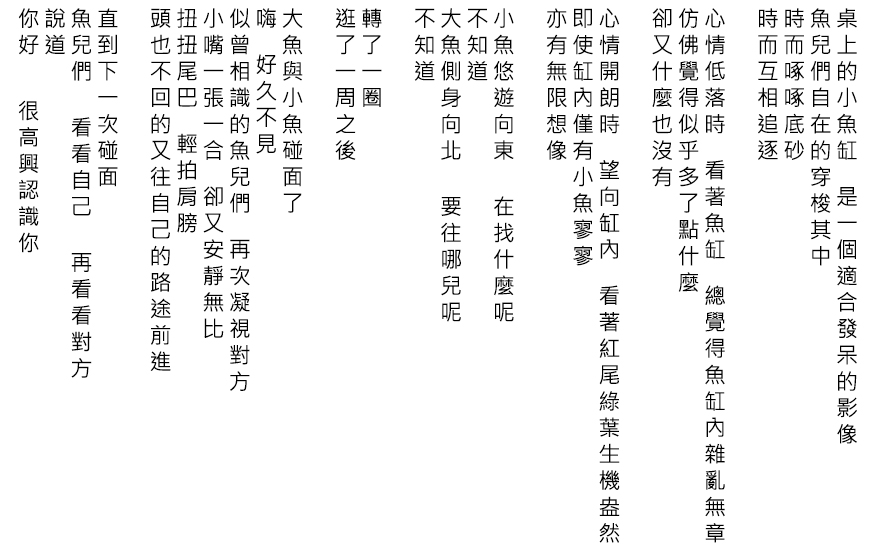 桌上的小魚缸　是一個適合發呆的影像
魚兒們自在的穿梭其中
時而啄啄底砂
時而互相追逐
心情低落時　看著魚缸　總覺得魚缸內雜亂無章
仿佛覺得似乎多了點什麼
卻又什麼也沒有
心情開朗時　望向缸內　看著紅尾綠葉生機盎然
即使缸內僅有小魚寥寥
亦有無限想像
小魚悠遊向東　在找什麼呢
不知道
大魚側身向北　要往哪兒呢
不知道
轉了一圈
逛了一周之後
大魚與小魚碰面了
嗨　好久不見
似曾相識的魚兒們　再次凝視對方
小嘴一張一合　卻又安靜無比
扭扭尾巴　輕拍肩膀
頭也不回的又往自己的路途前進
直到下一次碰面
魚兒們　看看自己　再看看對方
說道
你好　很高興認識你